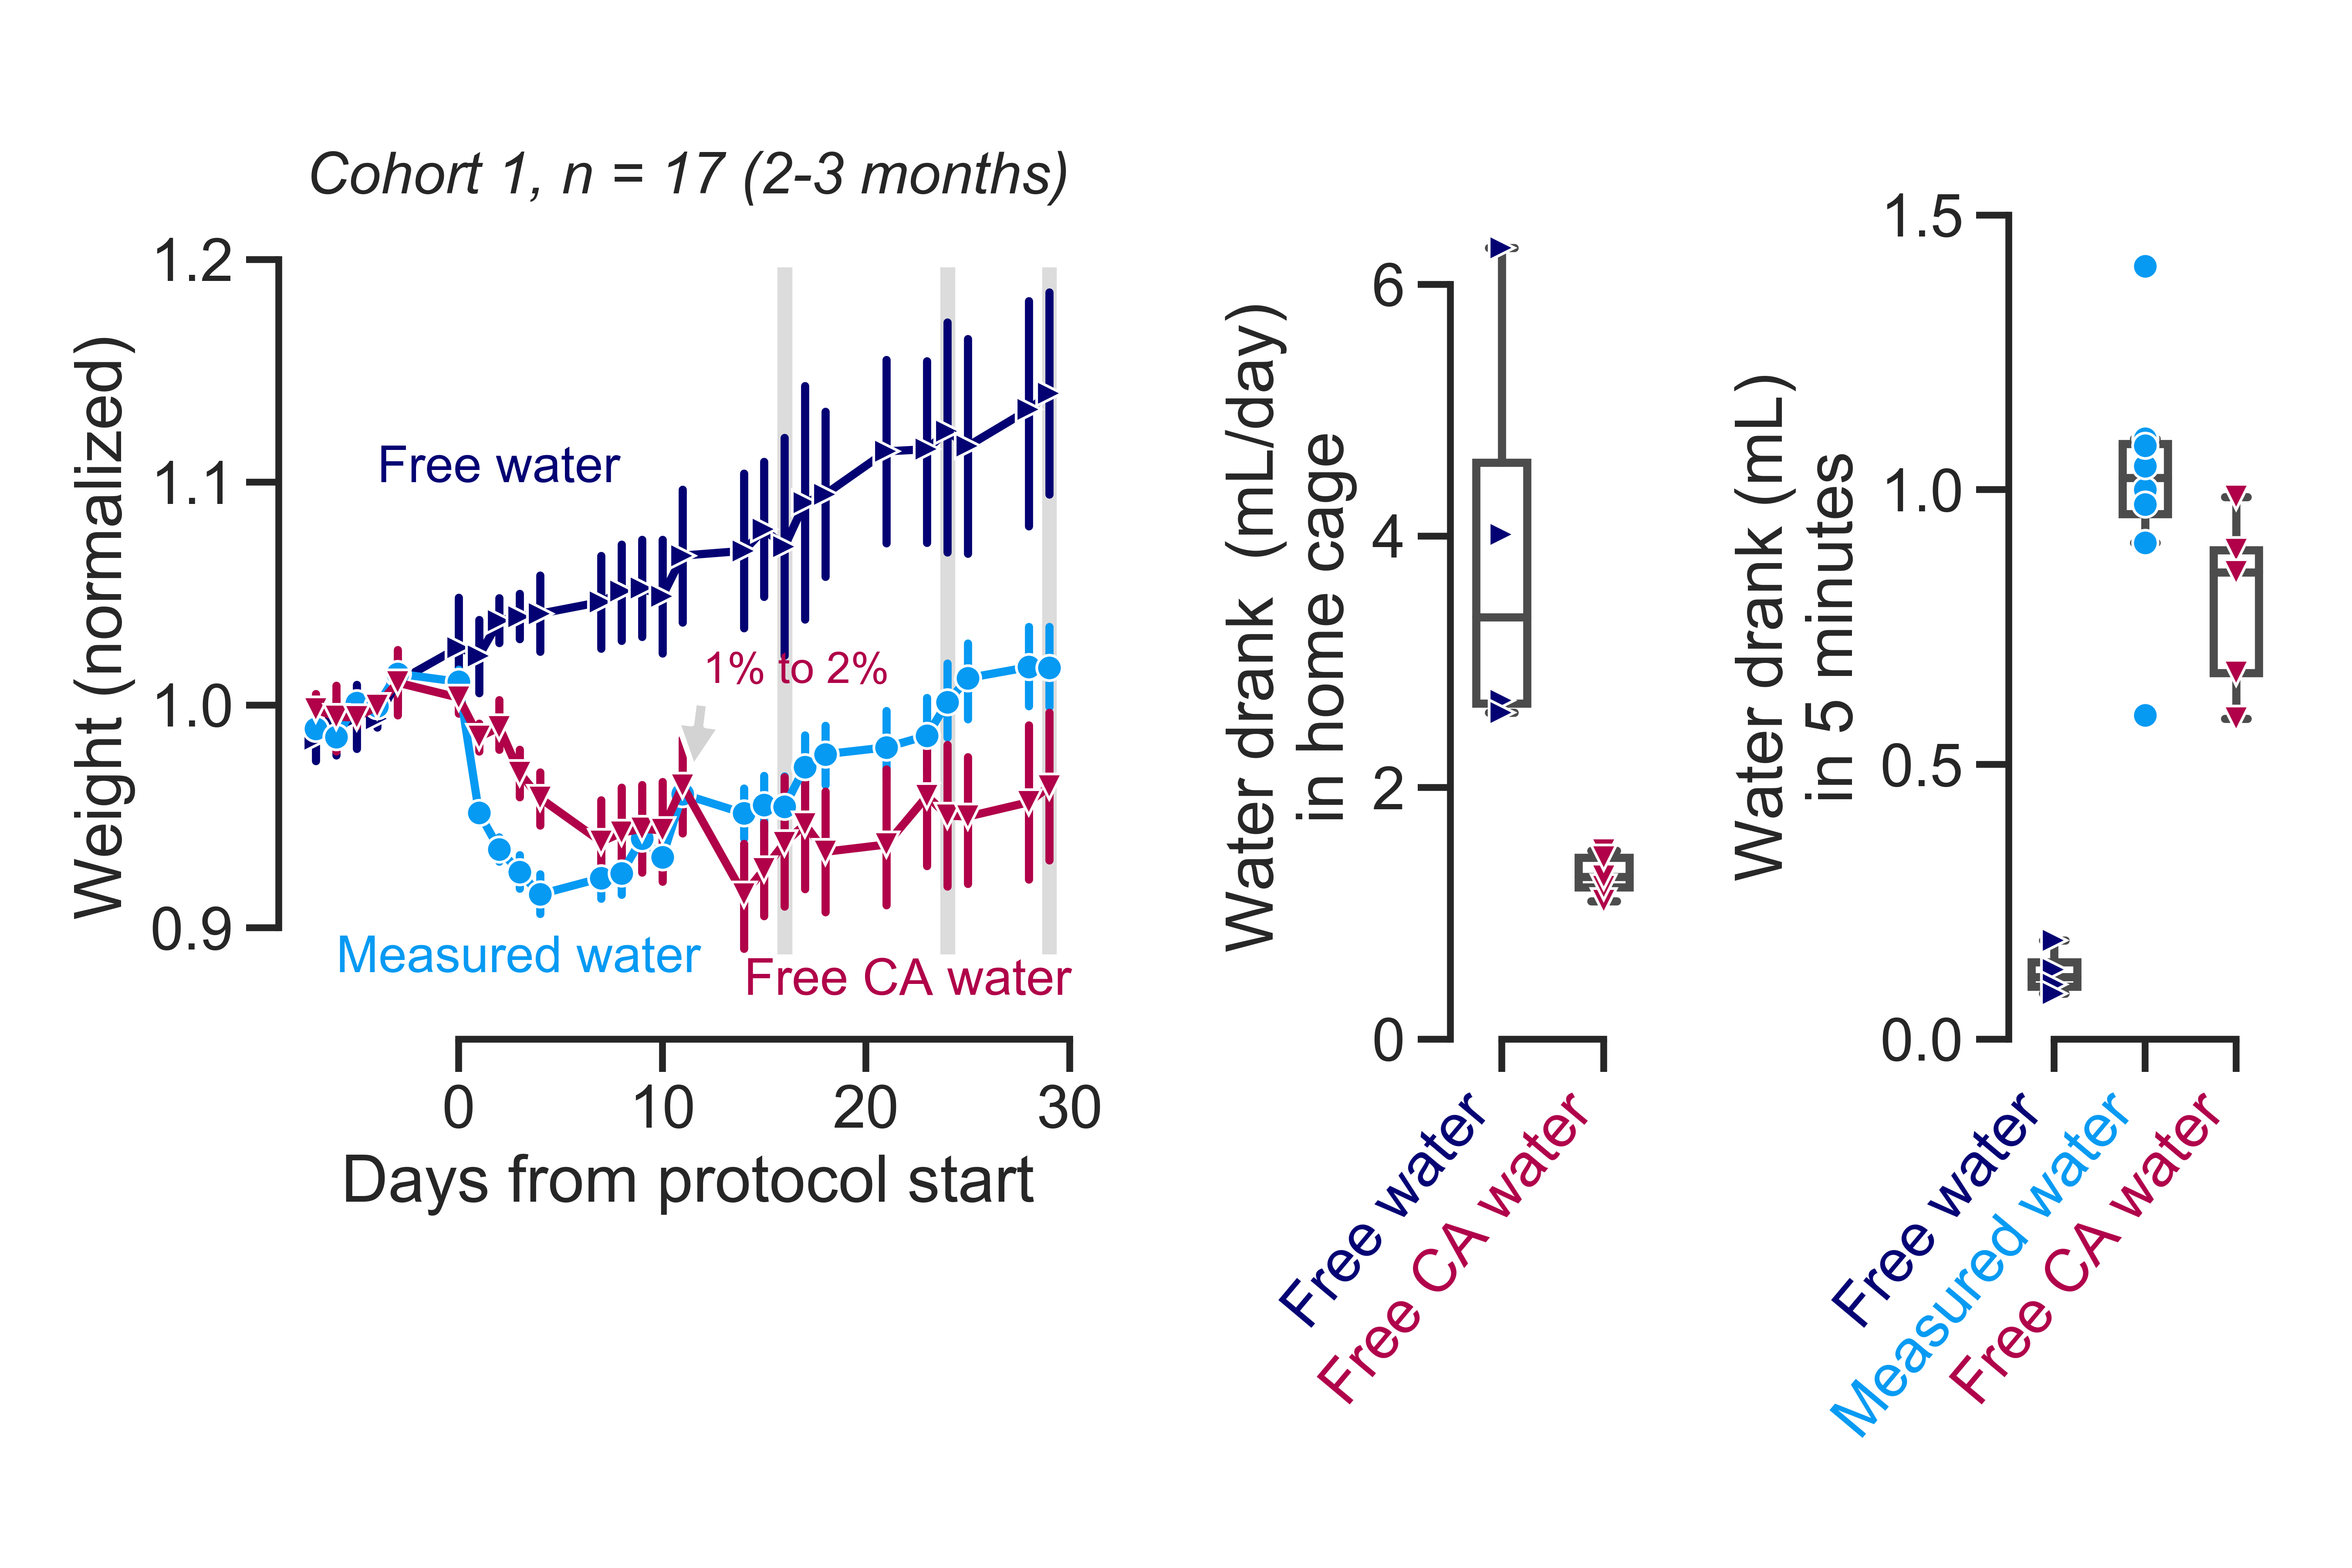 Cohort 1, n = 17 (2-3 months)
Weight (normalized)
1.2
1.1
1.0
0.9
Free water
1% to 2%
Measured water
Free CA water
0
10
20
30
Days from protocol start
Water drank (mL/day)
in home cage
6
4
2
0
Free water
Free CA water
Water drank (mL)
in 5 minutes
1.5
1.0
0.5
0.0
Free water
Measured water
Free CA water